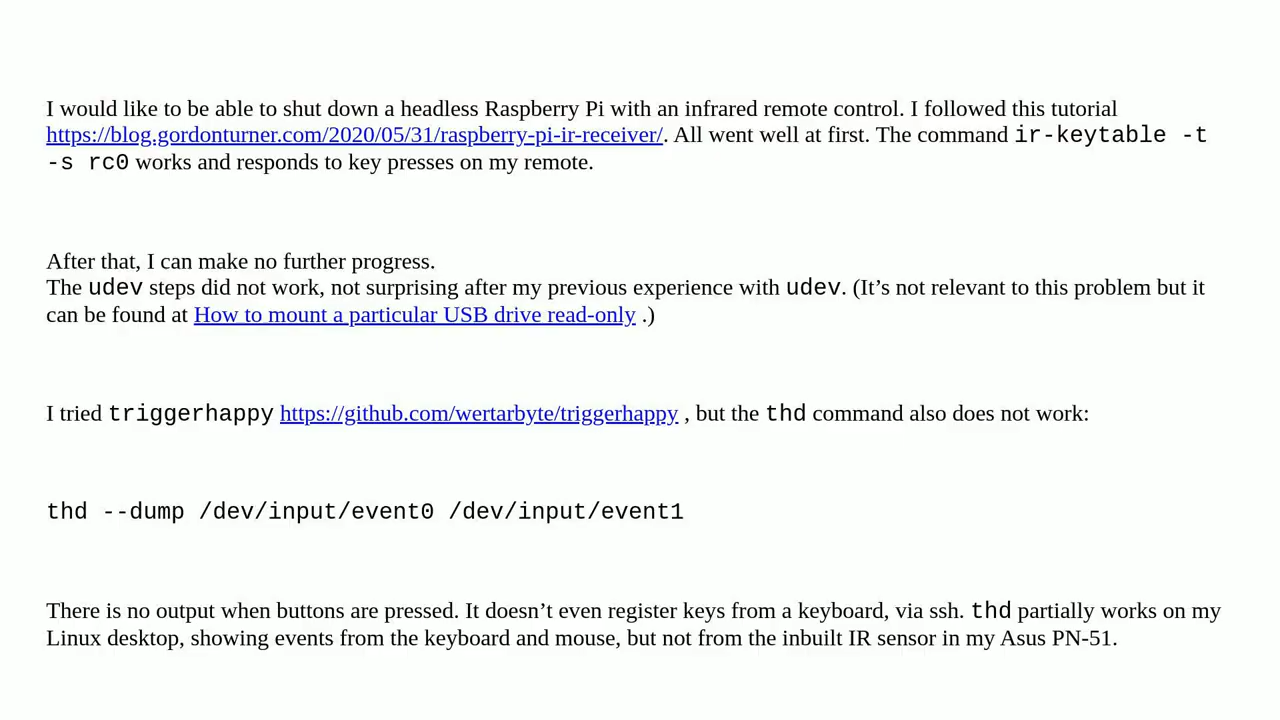 I would like to be able to shut down a headless Raspberry Pi with an infrared remote control. I followed this tutorial
https://blog.gordonturner.com/2020/05/31/raspberry-pi-ir-receiver/. All went well at first. The command ir-keytable -t
-s rc0 works and responds to key presses on my remote.
After that, I can make no further progress.
The udev steps did not work, not surprising after my previous experience with udev. (It’s not relevant to this problem but it
can be found at How to mount a particular USB drive read-only .)
I tried triggerhappy https://github.com/wertarbyte/triggerhappy , but the thd command also does not work:
thd --dump /dev/input/event0 /dev/input/event1
There is no output when buttons are pressed. It doesn’t even register keys from a keyboard, via ssh. thd partially works on my
Linux desktop, showing events from the keyboard and mouse, but not from the inbuilt IR sensor in my Asus PN-51.